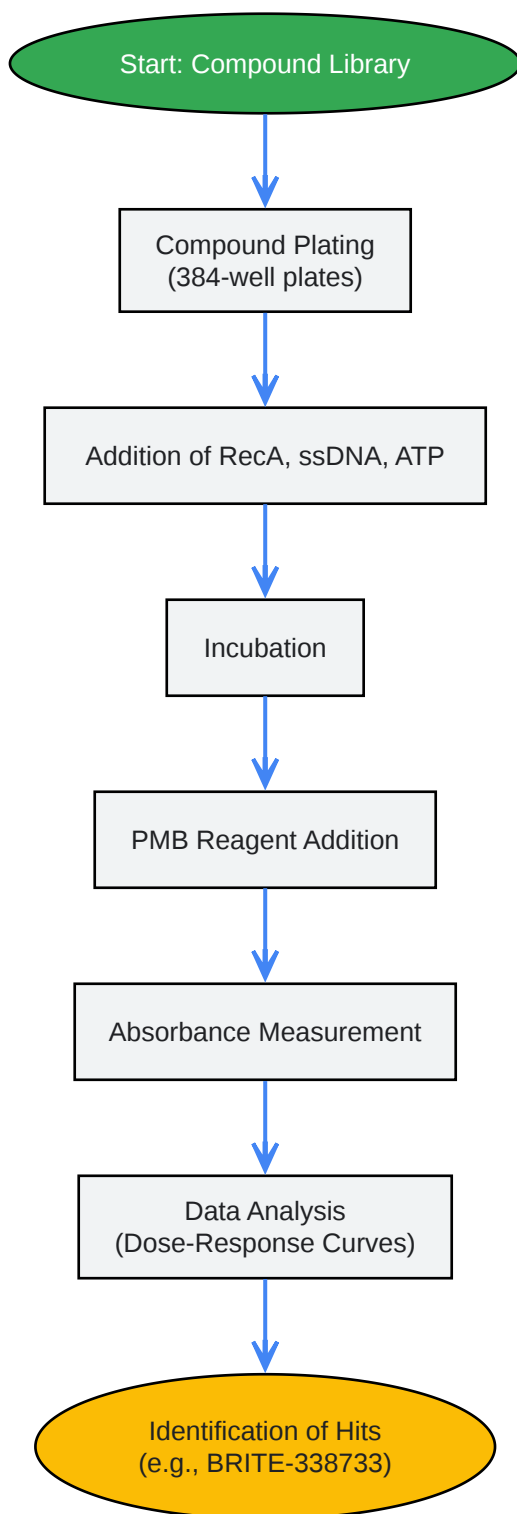 Start: Compound Library
Compound Plating
(384-well plates)
Addition of RecA, ssDNA, ATP
Incubation
PMB Reagent Addition
Absorbance Measurement
Data Analysis
(Dose-Response Curves)
Identification of Hits
(e.g., BRITE-338733)